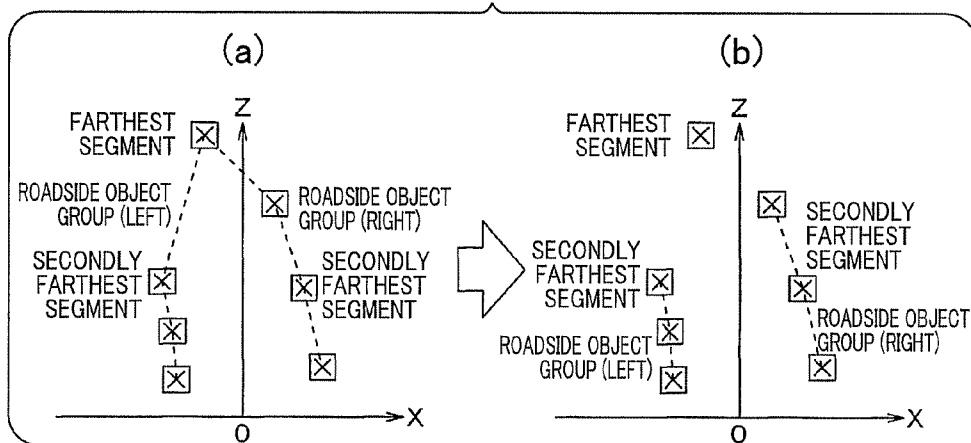 (a)
Z
FARTHEST
SEGMENT
ROADSIDE OBJECT
GROUP (LEFT)
ROADSIDE OBJECT
GROUP (RIGHT)
SECONDLY
FARTHEST
SEGMENT
SECONDLY
FARTHEST
SEGMENT
X
0
(b)
Z
FARTHEST
SEGMENT
SECONDLY
FARTHEST
SEGMENT
SECONDLY
FARTHEST
SEGMENT
ROADSIDE OBJECT
GROUP (LEFT)
ROADSIDE OBJECT
GROUP (RIGHT)
X
0